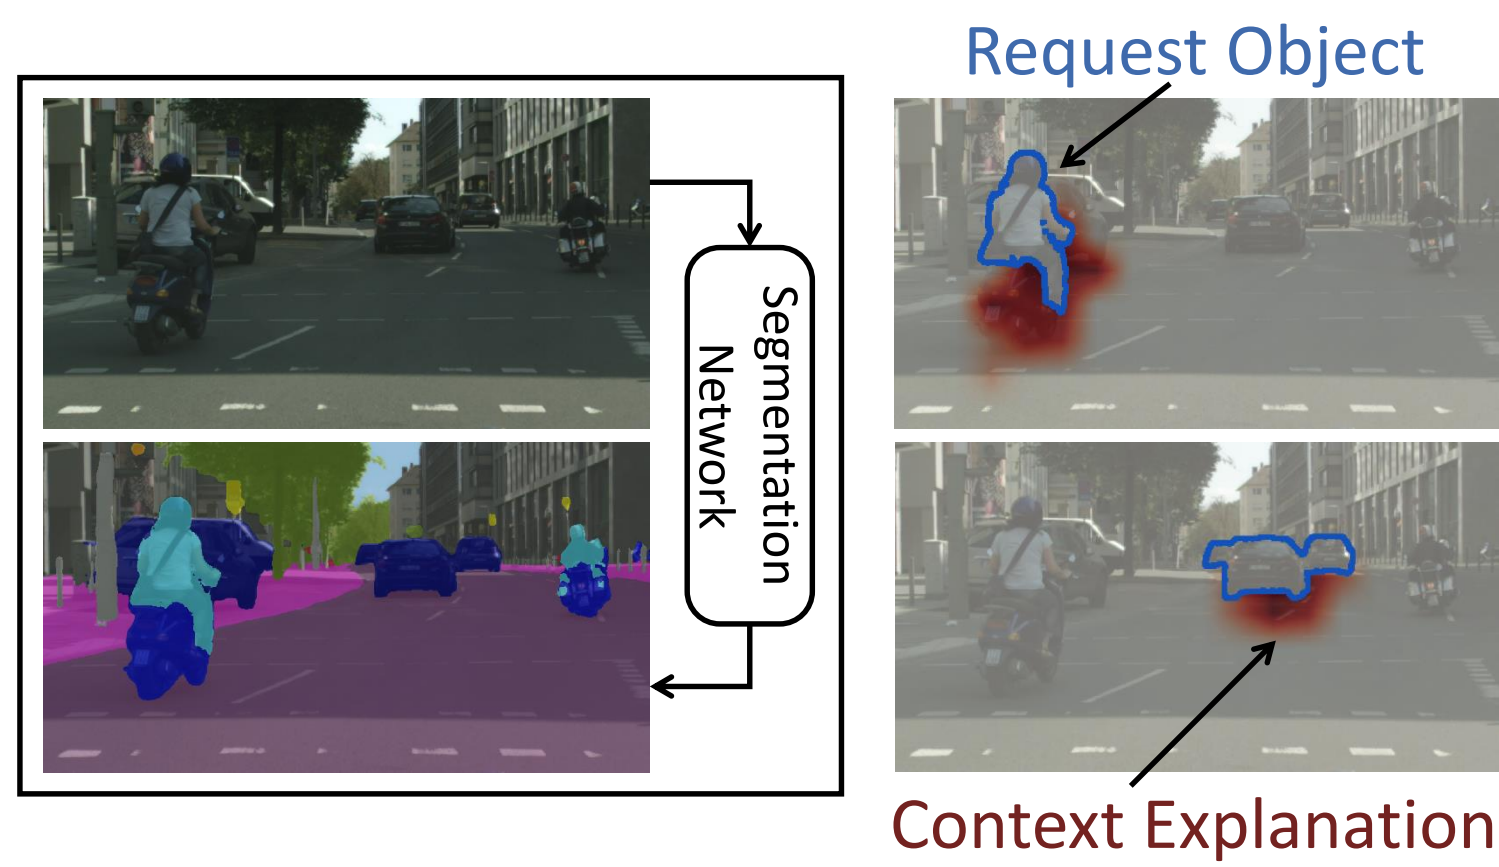 Request Object
Segmentation
Network
Context Explanation